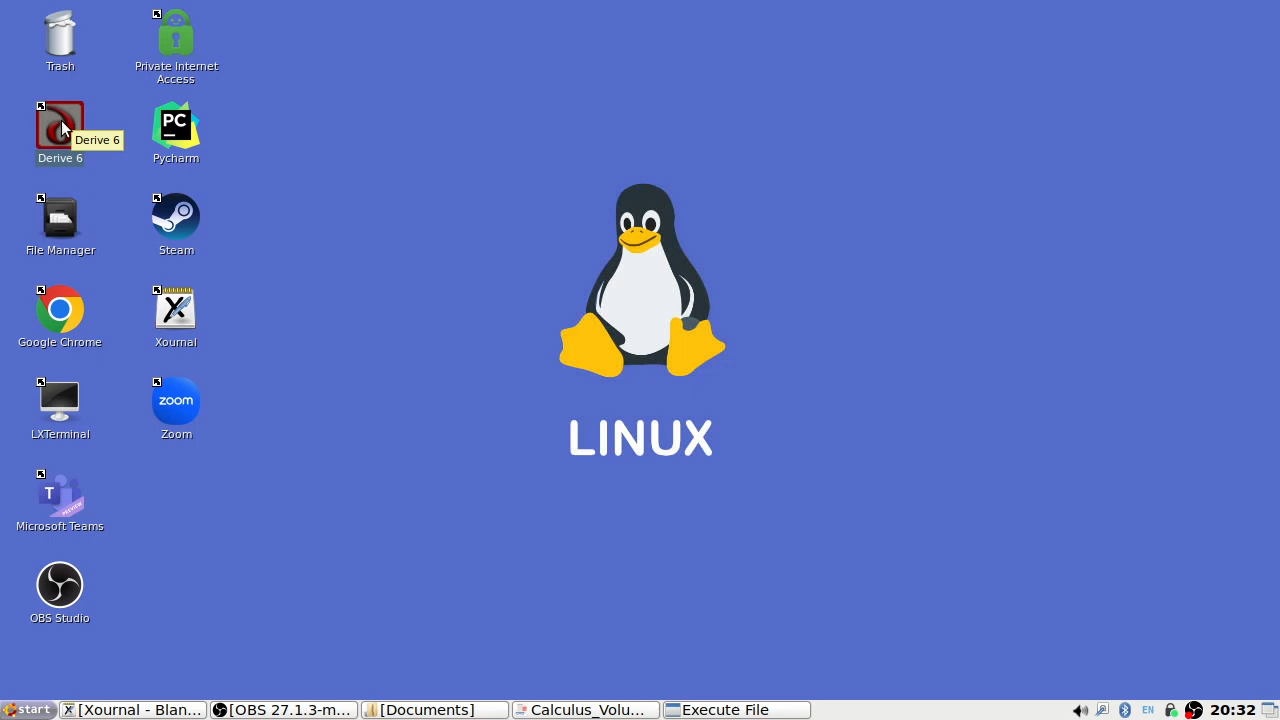 Trash
Private Internet
Access
Derive 6
Derive 6
PC
Pycharm
File Manager
Steam
Google Chrome
X
Xournal
LXTerminal
zoom
Zoom
T
PREVIEW
Microsoft Teams
OBS Studio
LINUX
start
[Xournal - Blan...
[OBS 27.1.3-m...
[Documents]
Calculus_Volu...
Execute File
EN
20:32